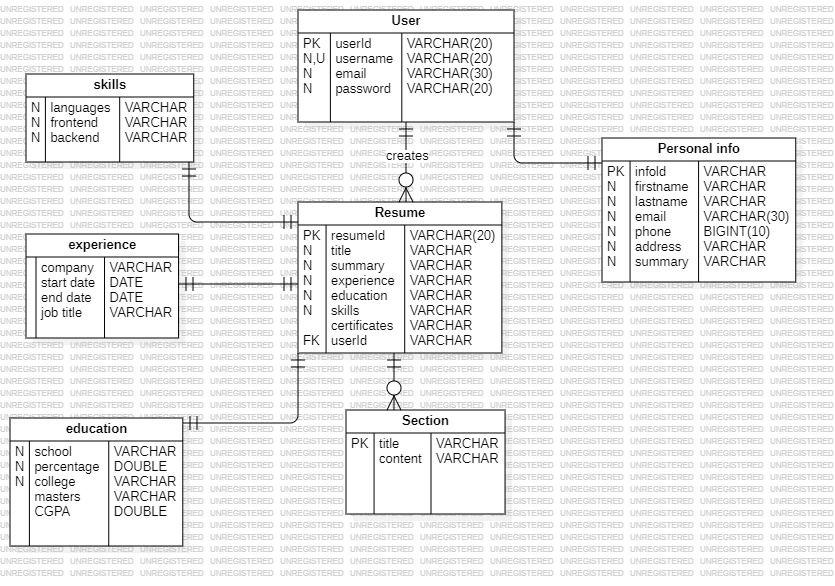 User
PK userId VARCHAR(20)
N,U username VARCHAR(20)
N email VARCHAR(30)
N password VARCHAR(20)
skills
N languages VARCHAR
N frontend VARCHAR
N backend VARCHAR
Personal info
PK infoId VARCHAR
N firstname VARCHAR
N lastname VARCHAR
N email VARCHAR(30)
N phone BIGINT(10)
N address VARCHAR
N summary VARCHAR
creates
Resume
PK resumeId VARCHAR(20)
N title VARCHAR
N summary VARCHAR
N experience VARCHAR
N education VARCHAR
N skills VARCHAR
certificates VARCHAR
FK userId VARCHAR
experience
company VARCHAR
start date DATE
end date DATE
job title VARCHAR
education
N school VARCHAR
N percentage DOUBLE
N college VARCHAR
masters VARCHAR
CGPA DOUBLE
Section
PK title VARCHAR
content VARCHAR
UNREGISTERED